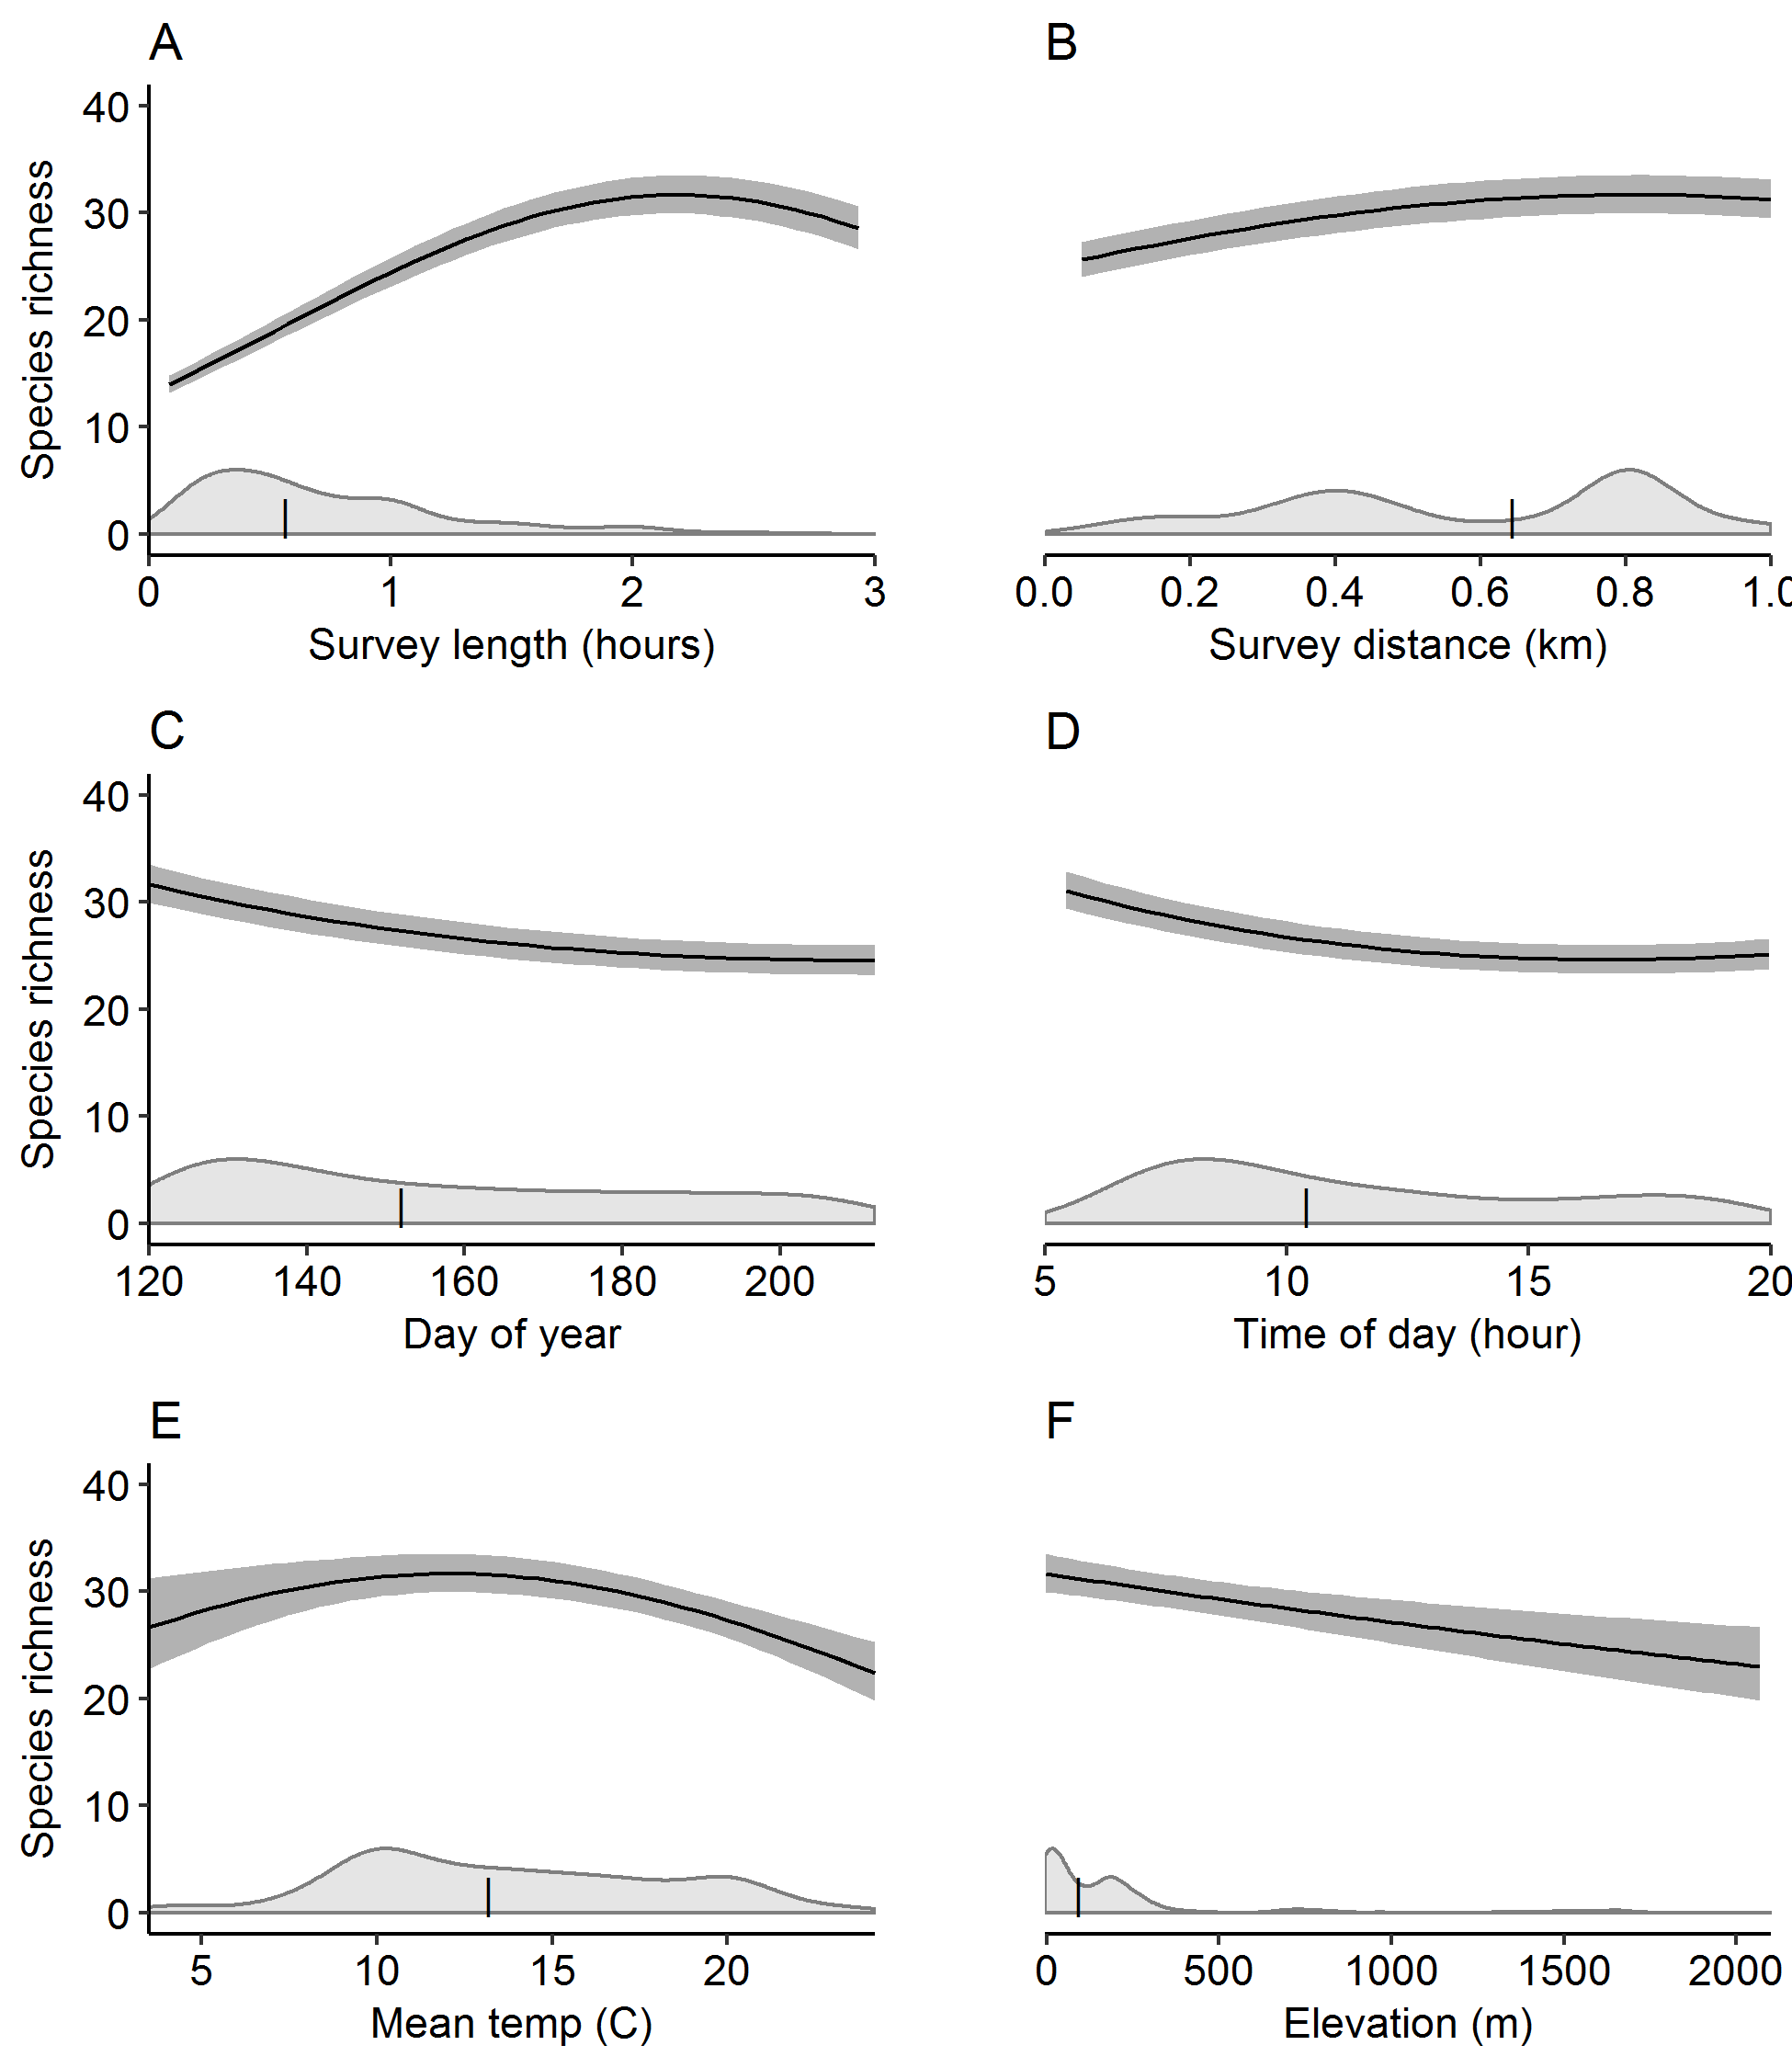 A
B
40
30
20
10
0
Species richness
0 1 2 3
0.0 0.2 0.4 0.6 0.8 1.0
Survey length (hours)
Survey distance (km)
C
D
40
30
20
10
0
Species richness
120 140 160 180 200
5 10 15 20
Day of year
Time of day (hour)
E
F
40
30
20
10
0
Species richness
5 10 15 20
0 500 1000 1500 2000
Mean temp (C)
Elevation (m)